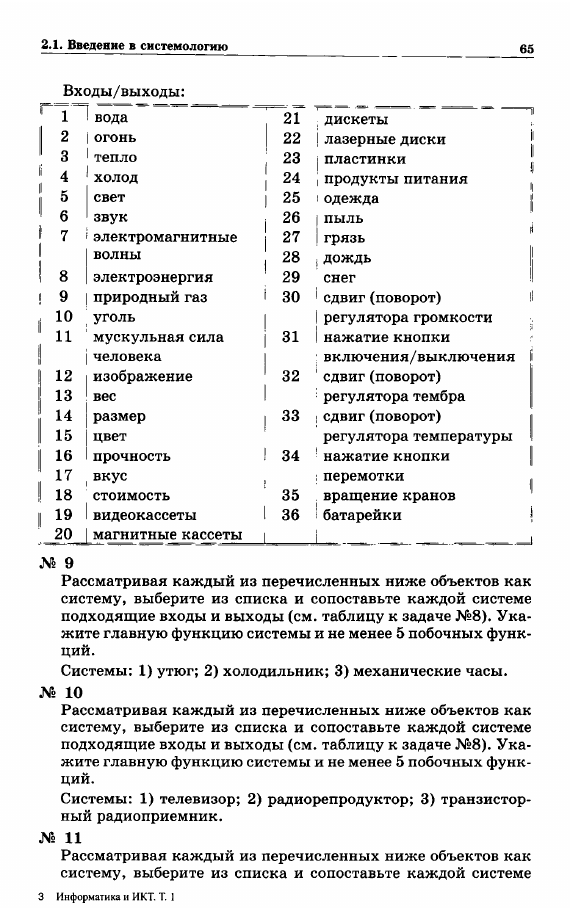 2.1. Введение в системологию 65
Входы/выходы:
1 вода
2 огонь
3 тепло
4 холод
5 свет
6 звук
7 электромагнитные
волны
8 электроэнергия
9 природный газ
10 уголь
11 мускульная сила
человека
12 изображение
13 вес
14 размер
15 цвет
16 прочность
17 вкус
18 стоимость
19 видеокассеты
20 магнитные кассеты
21 дискеты
22 лазерные диски
23 пластинки
24 продукты питания
25 одежда
26 пыль
27 грязь
28 дождь
29 снег
30 сдвиг (поворот)
регулятора громкости
31 нажатие кнопки
включения/выключения
32 сдвиг (поворот)
регулятора тембра
33 сдвиг (поворот)
регулятора температуры
34 нажатие кнопки
перемотки
35 вращение кранов
36 батарейки
№ 9
Рассматривая каждый из перечисленных ниже объектов как
систему, выберите из списка и сопоставьте каждой системе
подходящие входы и выходы (см. таблицу к задаче №8). Ука-
жите главную функцию системы и не менее 5 побочных функ-
ций.
Системы: 1) утюг; 2) холодильник; 3) механические часы.
№ 10
Рассматривая каждый из перечисленных ниже объектов как
систему, выберите из списка и сопоставьте каждой системе
подходящие входы и выходы (см. таблицу к задаче №8). Ука-
жите главную функцию системы и не менее 5 побочных функ-
ций.
Системы: 1) телевизор; 2) радиорепродуктор; 3) транзистор-
ный радиоприемник.
№ 11
Рассматривая каждый из перечисленных ниже объектов как
систему, выберите из списка и сопоставьте каждой системе
3 Информатика и ИКТ. Т. 1